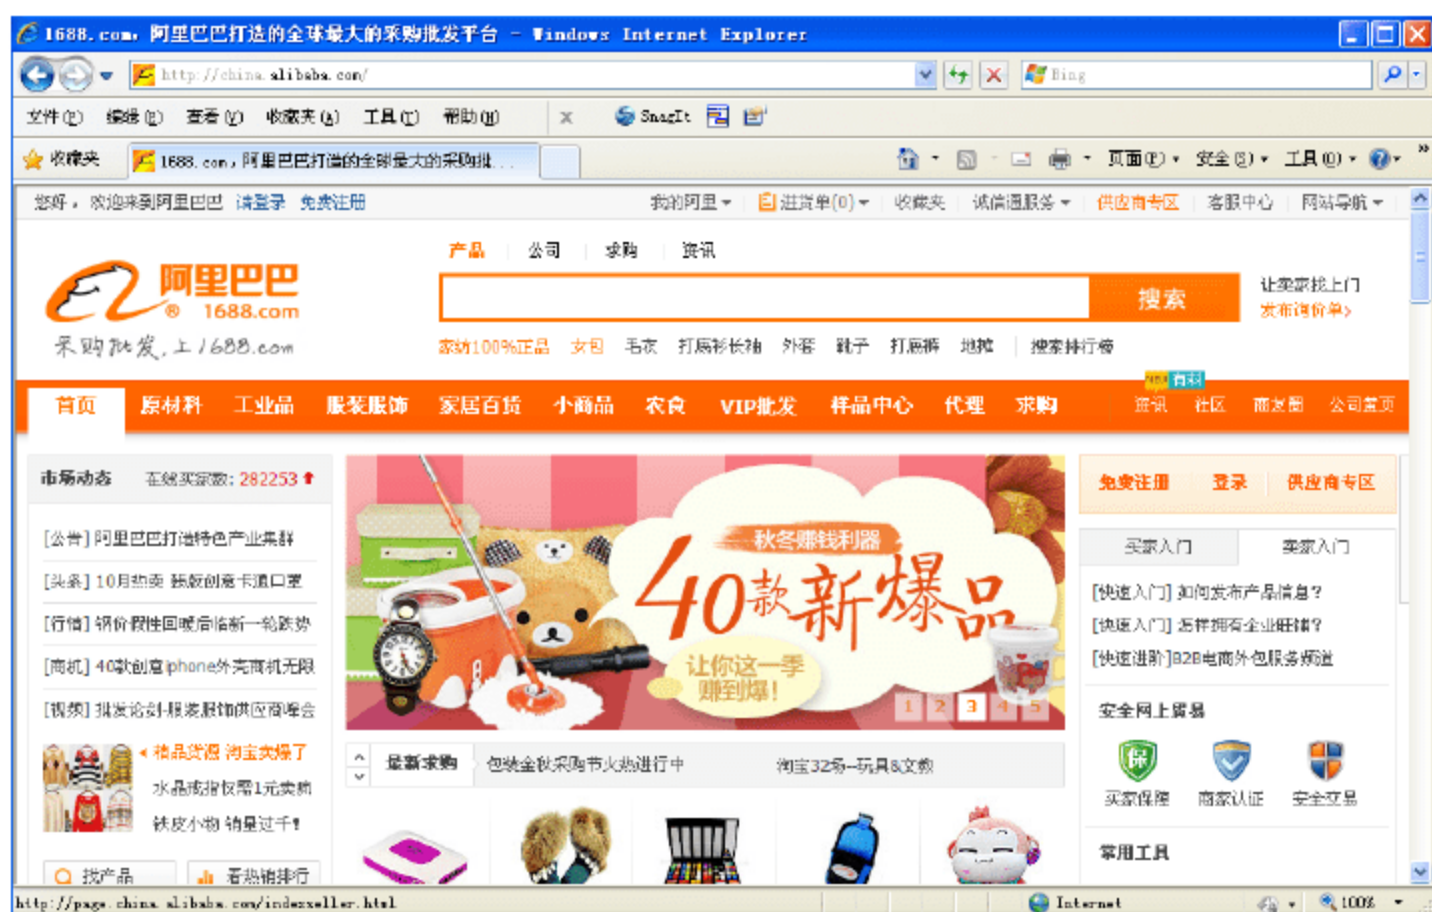 1688.com,阿里巴巴打造的全球最大的采购批发平台 - Windows Internet Explorer
http://china.alibaba.com/
Bing
文件(F) 编辑(E) 查看(V) 收藏夹(A) 工具(T) 帮助(H) x SnagIt
收藏夹 1688.com,阿里巴巴打造的全球最大的采购批... 页面(P) 安全(S) 工具(O) »
您好，欢迎来到阿里巴巴 请登录 免费注册 我的阿里 进货单(0) 收藏夹 诚信通服务 供应商专区 客服中心 网站导航
产品 公司 求购 资讯
阿里巴巴
® 1688.com
采购批发,上1688.com
搜索
让卖家找上门
发布询价单>
家纺100%正品 女包 毛衣 打底衫长袖 外套 靴子 打底裤 地摊 搜索排行榜
New 有料
首页 原材料 工业品 服装服饰 家居百货 小商品 农食 VIP批发 样品中心 代理 求购 资讯 社区 商友圈 公司黄页
市场动态 在线买家数: 282253
[公告] 阿里巴巴打造特色产业集群
[头条] 10月热卖 韩版创意卡通口罩
[行情] 钢价假性回暖后临新一轮跌势
[商机] 40款创意iphone外壳商机无限
[视频] 批发论剑-服装服饰供应商峰会
精品货源 淘宝卖爆了
水晶戒指仅需1元卖疯
铁皮小物 销量过千!
找产品 看热销排行
秋冬赚钱利器
40款新爆品
让你这一季
赚到爆!
1 2 3 4 5
最新求购 包装金秋采购节火热进行中 淘宝32场--玩具&文教
免费注册 登录 供应商专区
买家入门 卖家入门
[快速入门] 如何发布产品信息?
[快速入门] 怎样拥有企业旺铺?
[快速进阶]B2B电商外包服务频道
安全网上贸易
保
买家保障 商家认证 安全交易
常用工具
http://page.china.alibaba.com/indexseller.html Internet 100%